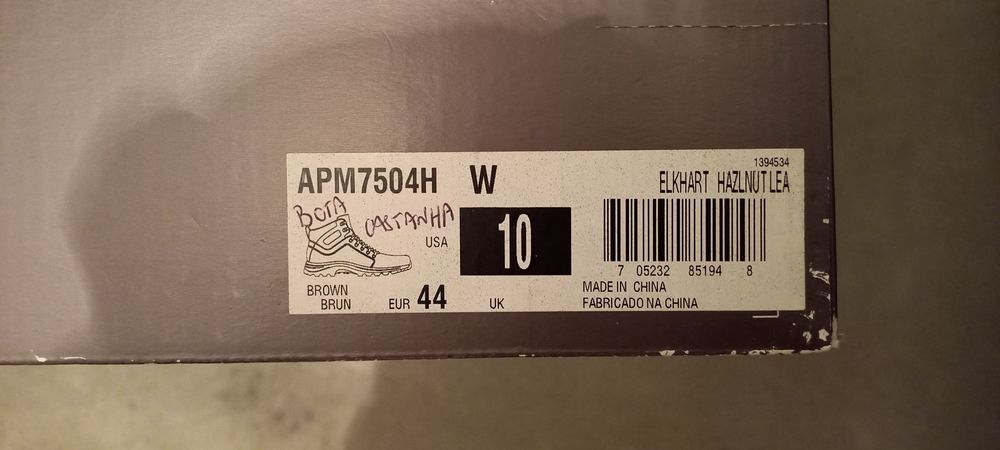 1394534
APM7504H W ELKHART HAZLNUT LEA
BOTA CASTANHA
USA 10
7 05232 85194 8
BROWN
BRUN EUR 44 UK
MADE IN CHINA
FABRICADO NA CHINA